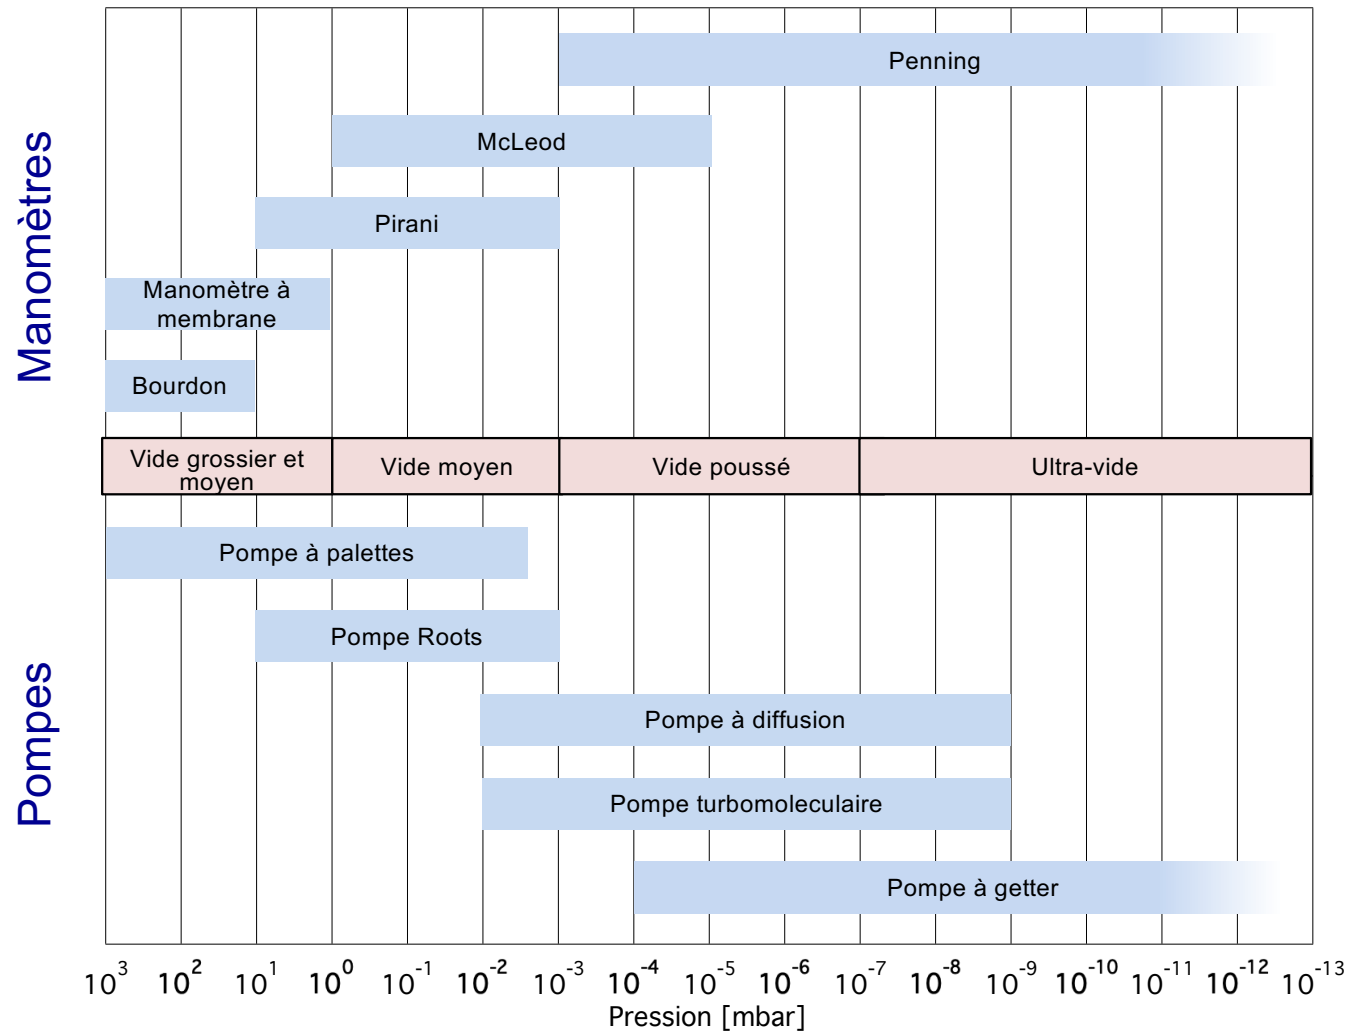 Manomètres
Penning
McLeod
Pirani
Manomètre à
membrane
Bourdon
Vide grossier et
moyen
Vide moyen
Vide poussé
Ultra-vide
Pompes
Pompe à palettes
Pompe Roots
Pompe à diffusion
Pompe turbomoleculaire
Pompe à getter
10³ 10² 10¹ 10⁰ 10⁻¹ 10⁻² 10⁻³ 10⁻⁴ 10⁻⁵ 10⁻⁶ 10⁻⁷ 10⁻⁸ 10⁻⁹ 10⁻¹⁰ 10⁻¹¹ 10⁻¹² 10⁻¹³
Pression [mbar]